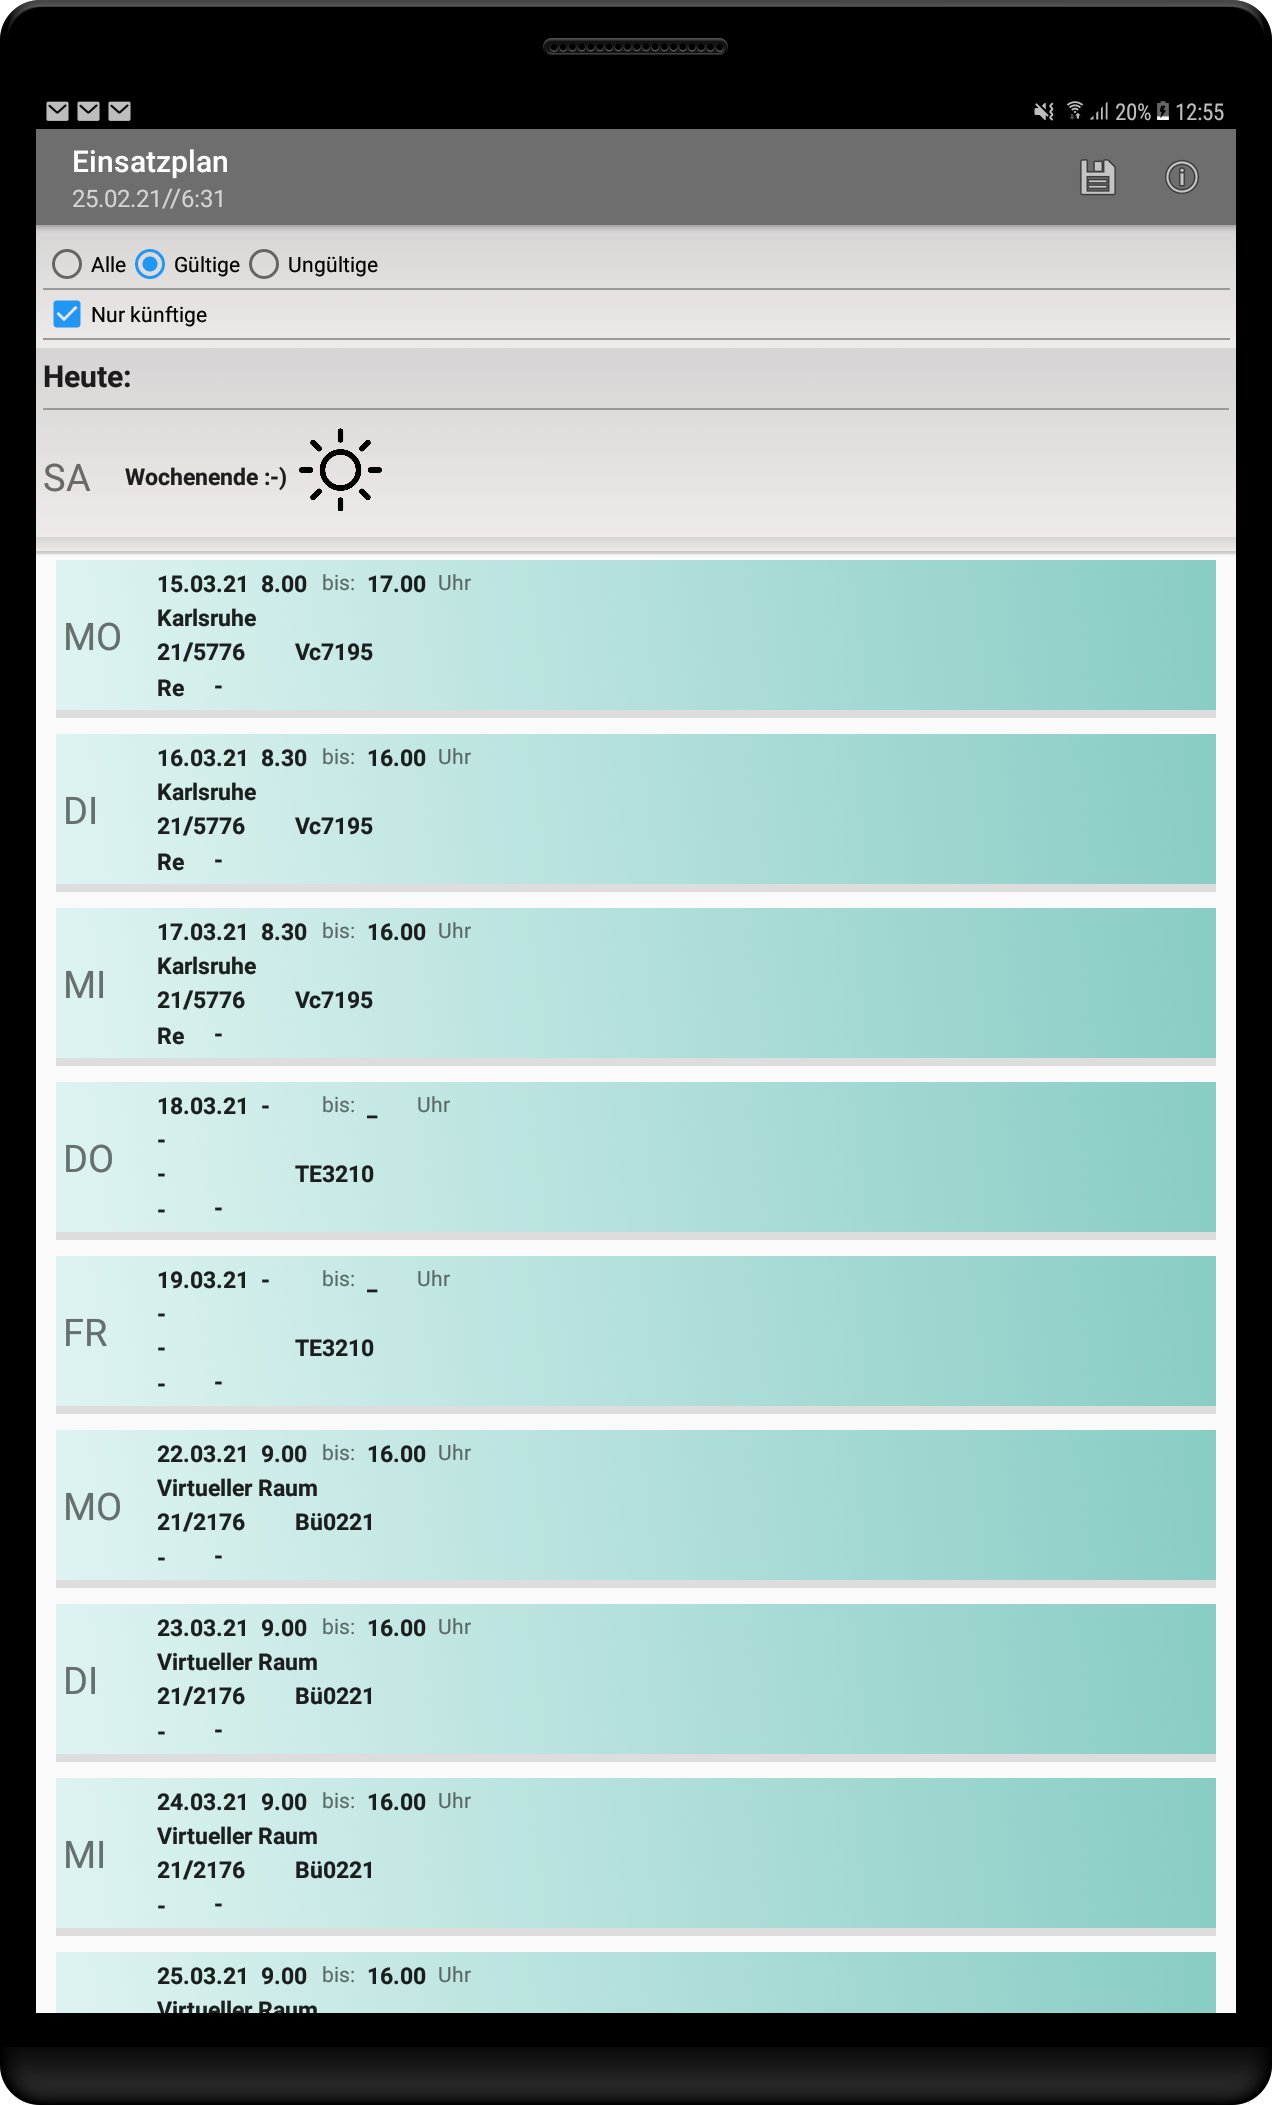 20% 12:55
Einsatzplan
25.02.21//6:31
Alle Gültige Ungültige
Nur künftige
Heute:
SA Wochenende :-)
MO
15.03.21 8.00 bis: 17.00 Uhr
Karlsruhe
21/5776 Vc7195
Re -
DI
16.03.21 8.30 bis: 16.00 Uhr
Karlsruhe
21/5776 Vc7195
Re -
MI
17.03.21 8.30 bis: 16.00 Uhr
Karlsruhe
21/5776 Vc7195
Re -
DO
18.03.21 - bis: _ Uhr
-
- TE3210
- -
FR
19.03.21 - bis: _ Uhr
-
- TE3210
- -
MO
22.03.21 9.00 bis: 16.00 Uhr
Virtueller Raum
21/2176 Bü0221
- -
DI
23.03.21 9.00 bis: 16.00 Uhr
Virtueller Raum
21/2176 Bü0221
- -
MI
24.03.21 9.00 bis: 16.00 Uhr
Virtueller Raum
21/2176 Bü0221
- -
25.03.21 9.00 bis: 16.00 Uhr
Virtueller Raum